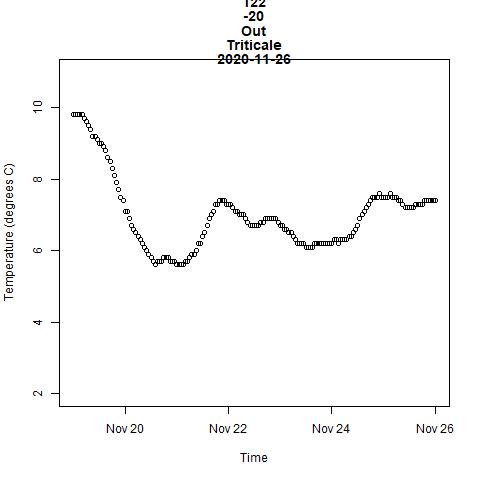 122
-20
Out
Triticale
2020-11-26
Temperature (degrees C)
10
8
6
4
2
Nov 20
Nov 22
Nov 24
Nov 26
Time